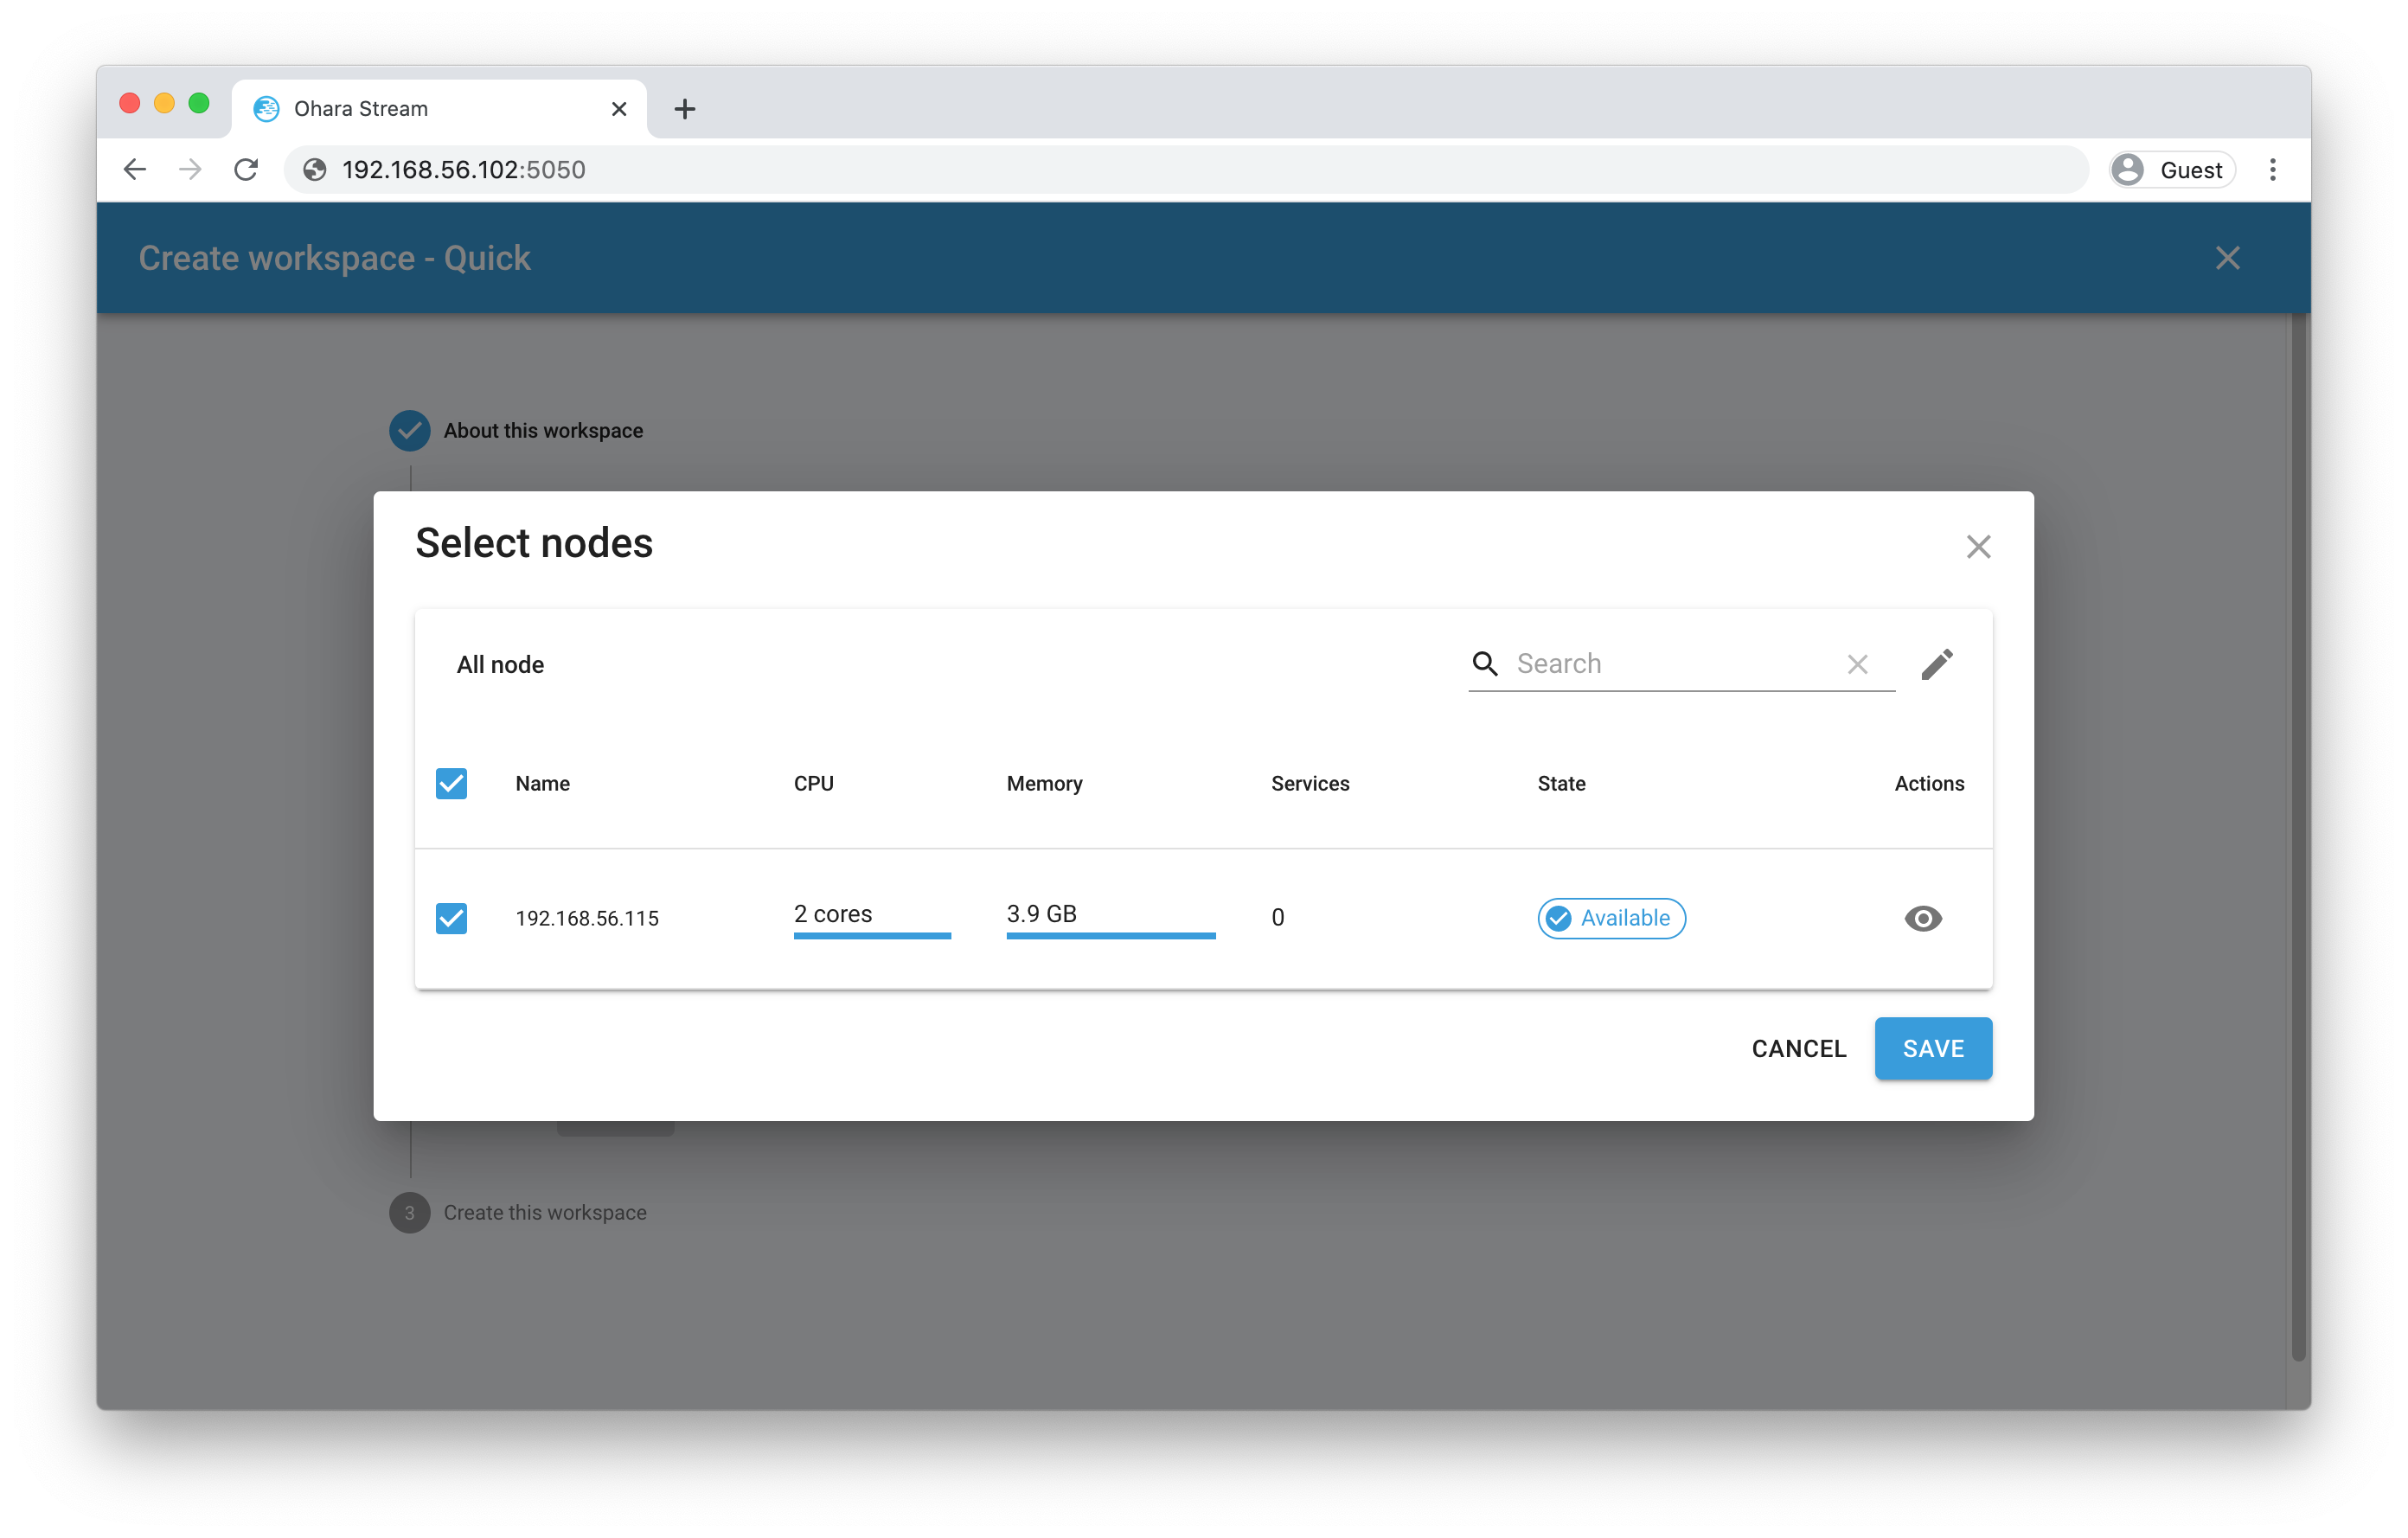 Ohara Stream
192.168.56.102:5050
Guest
Create workspace - Quick
About this workspace
Select nodes
All node
Search
Name CPU Memory Services State Actions
192.168.56.115 2 cores 3.9 GB 0 Available
CANCEL SAVE
3 Create this workspace